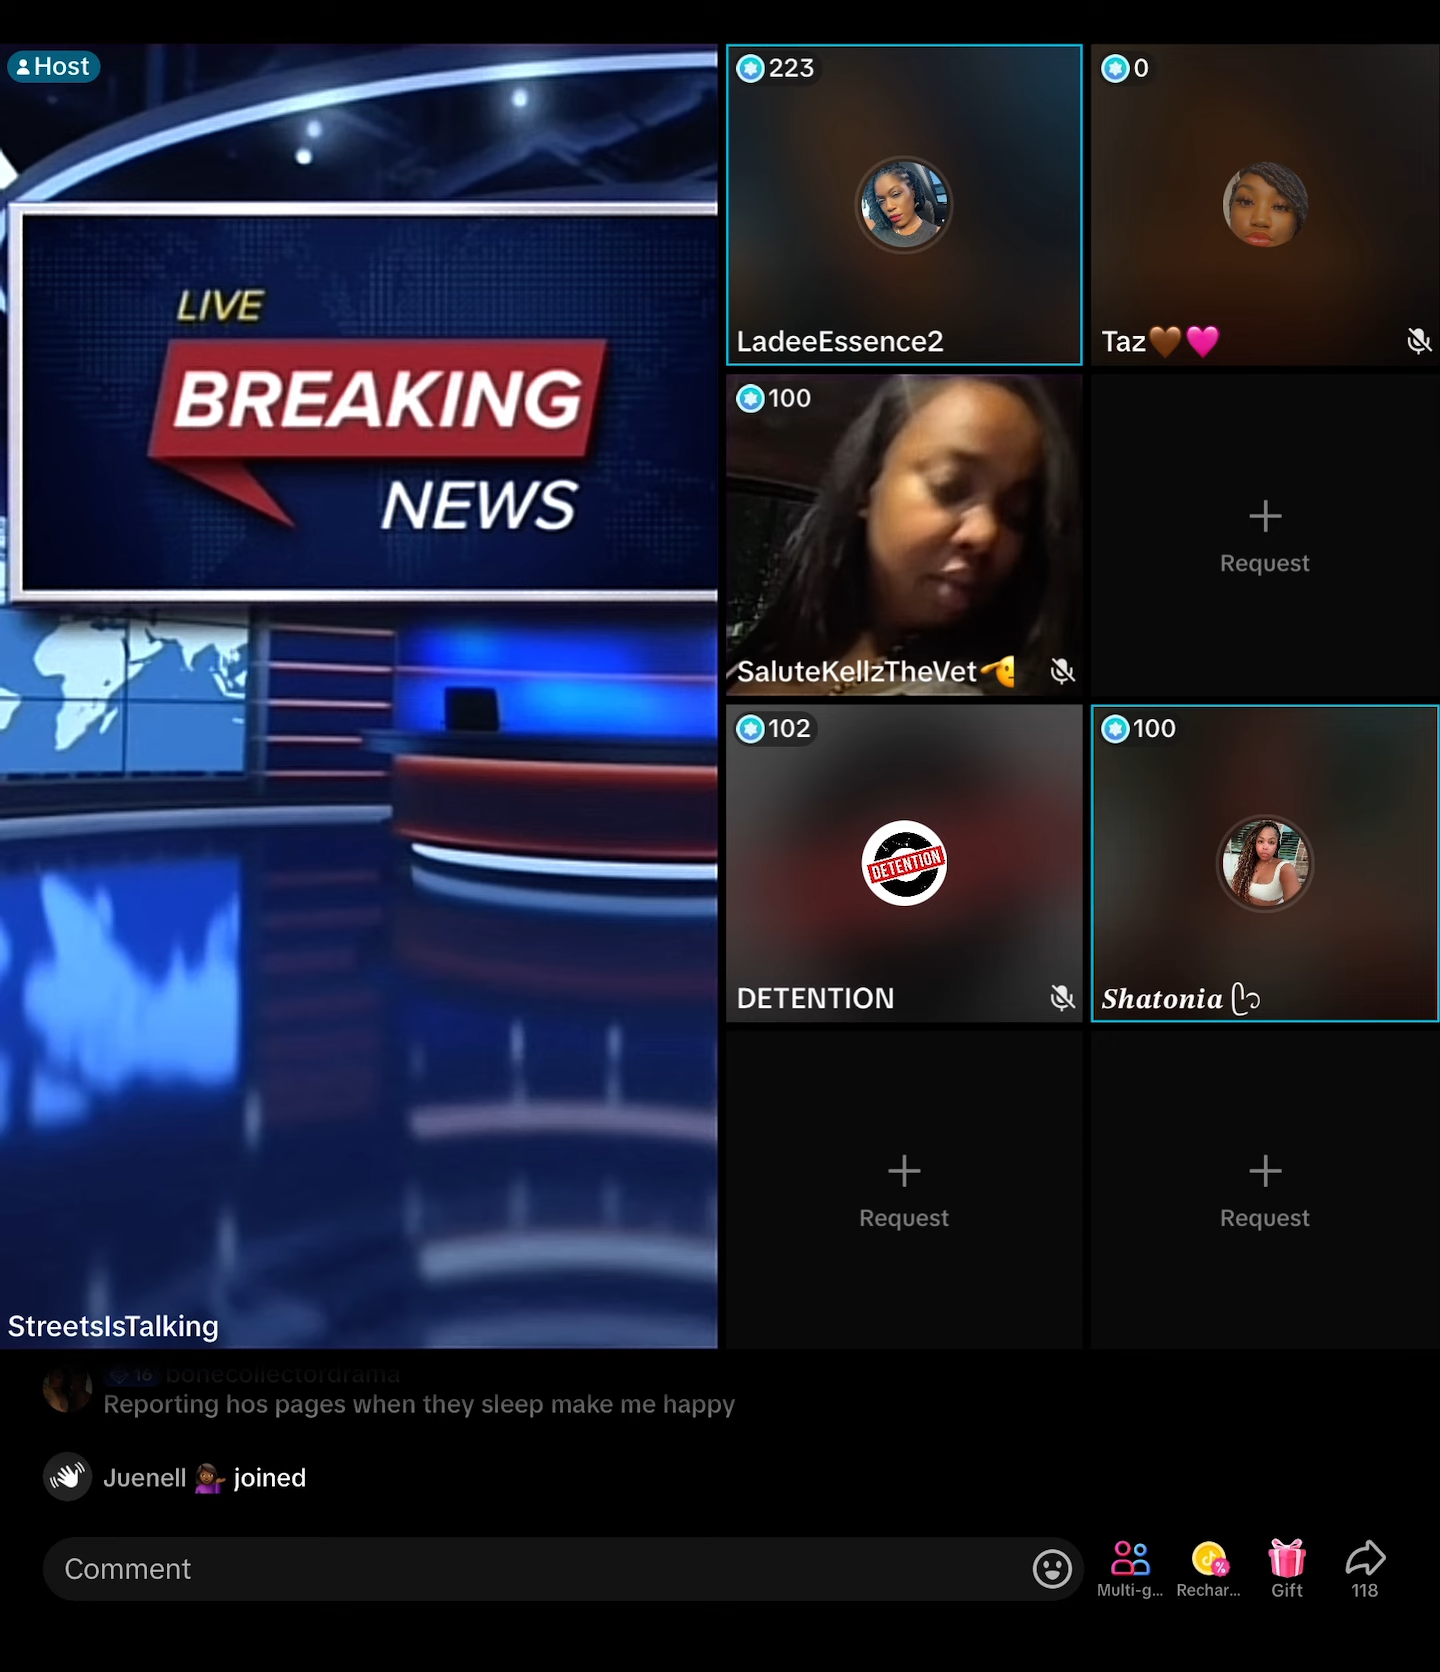 Host
LIVE
BREAKING
NEWS
StreetsIsTalking
223
LadeeEssence2
0
Taz🤎🩷
100
SaluteKellzTheVet🫡
Request
102
DETENTION
DETENTION
100
Shatonia
Request
Request
16 bonecollectordrama
Reporting hos pages when they sleep make me happy
Juenell 💁🏾‍♀️ joined
Comment
Multi-g...
Rechar...
Gift
118